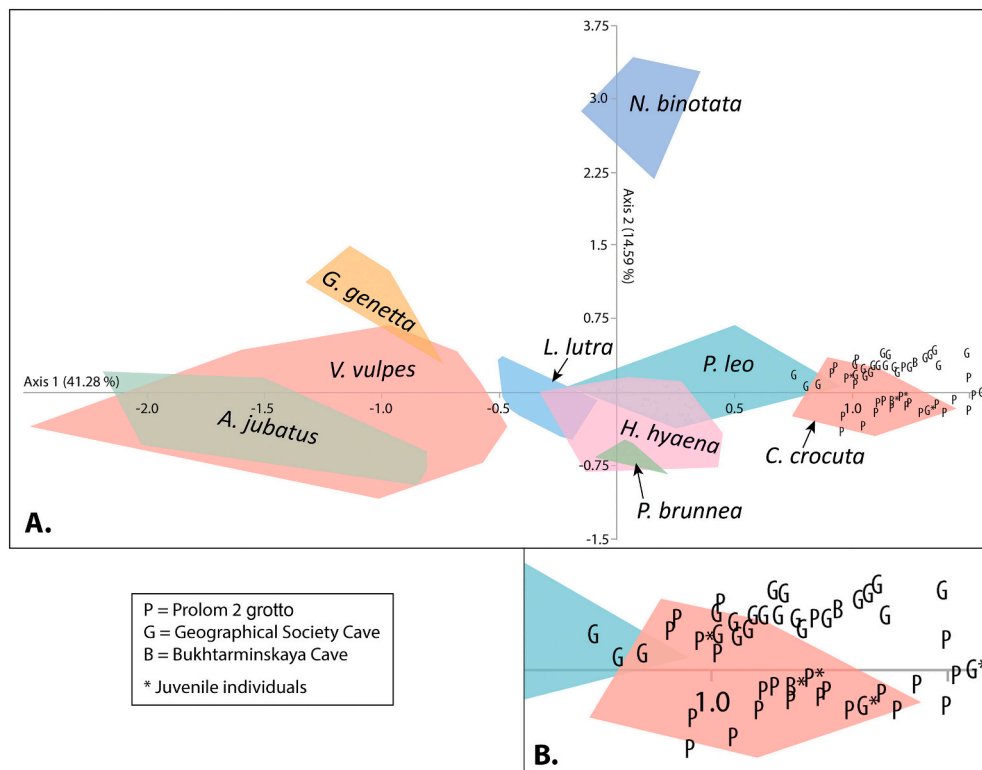 3.75
N. binotata
3.0
2.25
Axis 2 (14.59 %)
1.5
G. genetta
0.75
L. lutra
V. vulpes
P. leo
Axis 1 (41.28 %)
-2.0
-1.5
-1.0
-0.5
0.5
1.0
A. jubatus
H. hyaena
C. crocuta
-0.75
P. brunnea
A.
-1.5
P = Prolom 2 grotto
G = Geographical Society Cave
B = Bukhtarminskaya Cave
* Juvenile individuals
1.0
B.